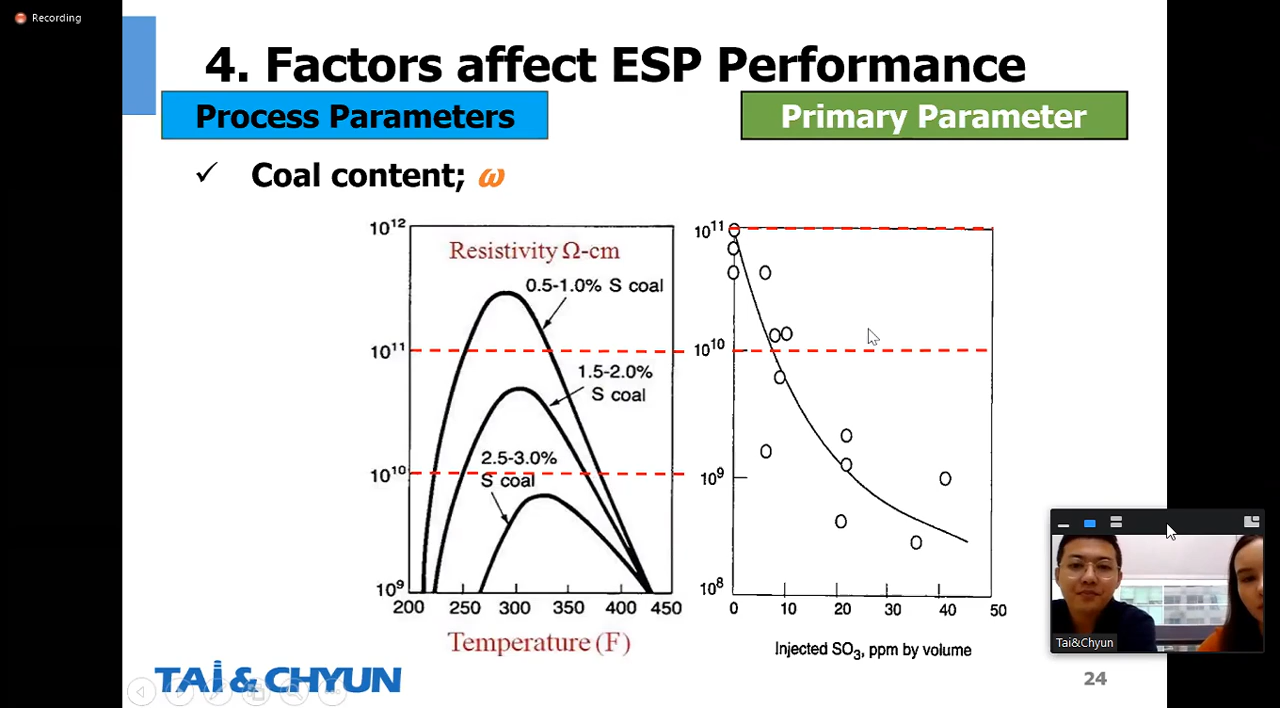 Recording
4. Factors affect ESP Performance
Process Parameters
Primary Parameter
✓ Coal content; ω
10¹²
Resistivity Ω-cm
0.5-1.0% S coal
10¹¹
1.5-2.0%
S coal
2.5-3.0%
10¹⁰
S coal
10⁹
200 250 300 350 400 450
Temperature (F)
10¹¹
10¹⁰
10⁹
10⁸
0 10 20 30 40 50
Injected SO₃, ppm by volume
Tai&Chyun
TAi & CHYUN
24